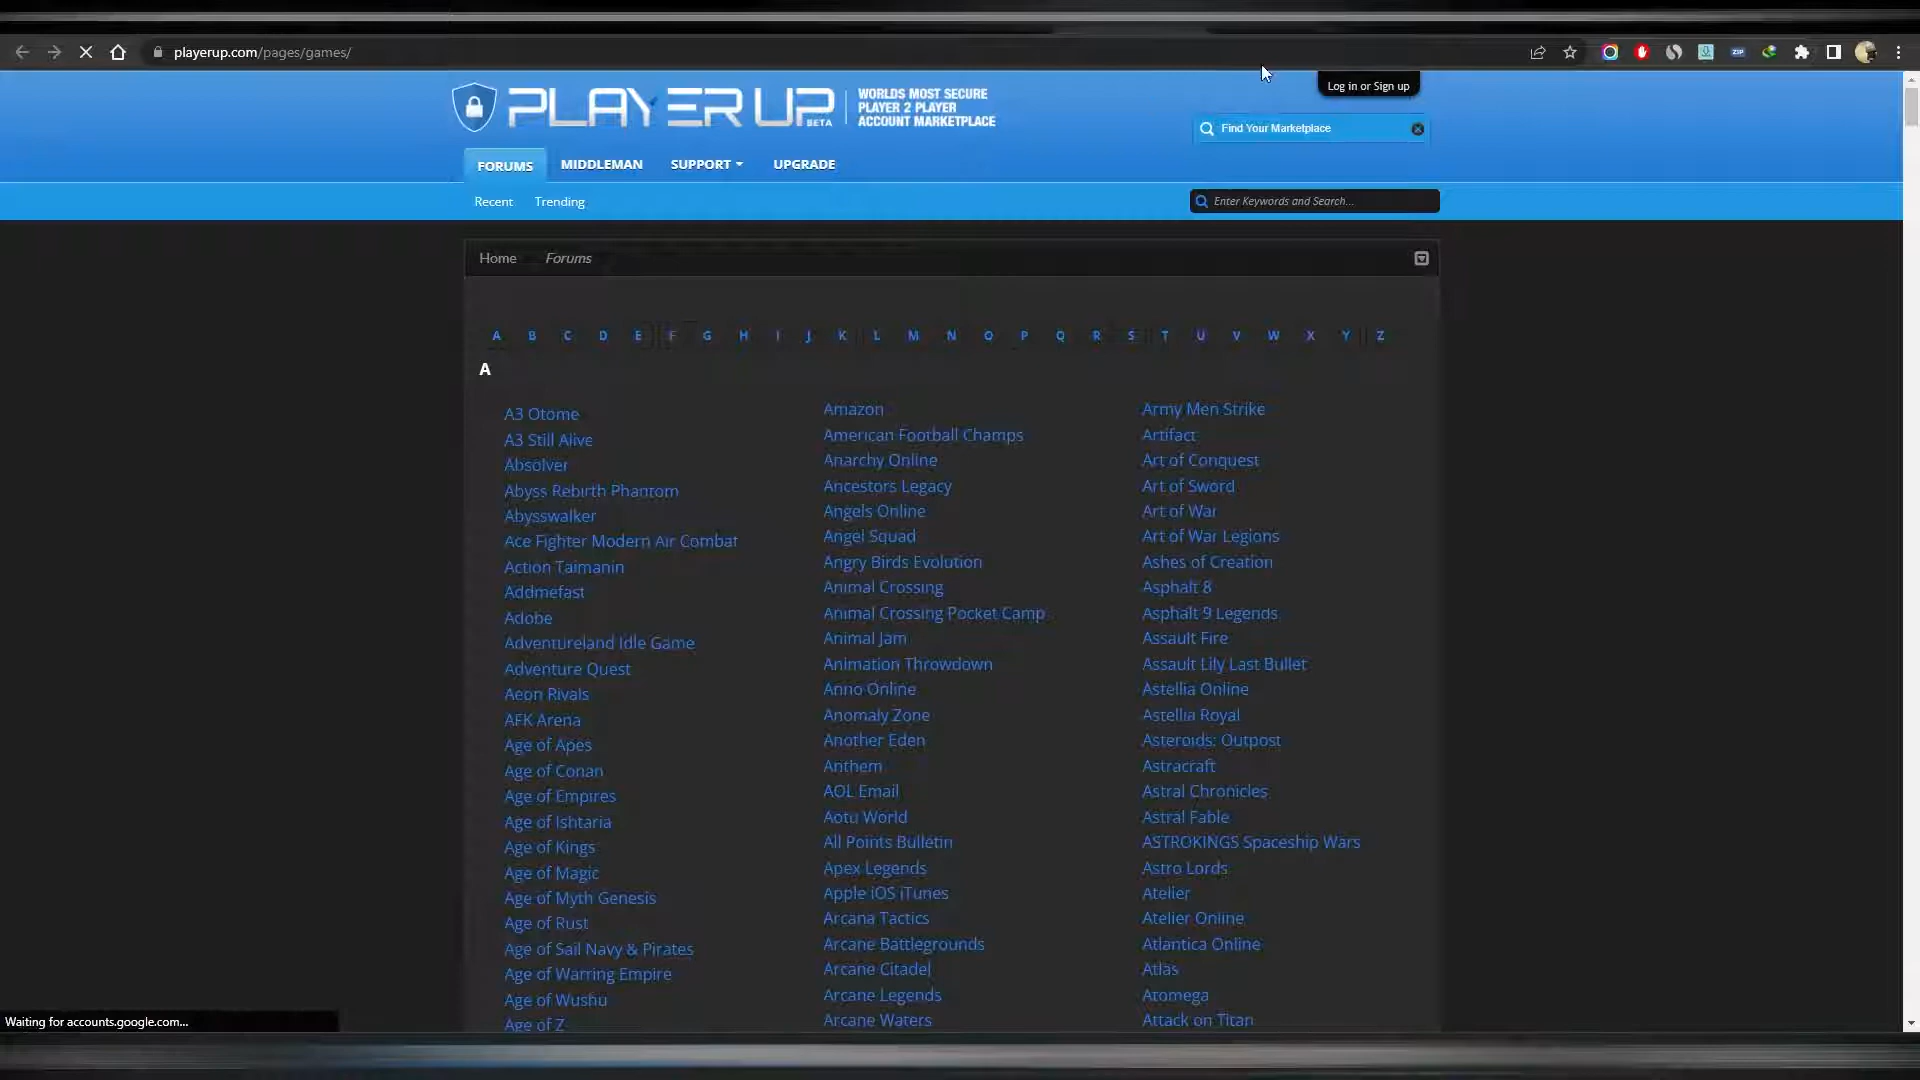 playerup.com/pages/games/
Log in or Sign up
PLAYER UP BETA
WORLDS MOST SECURE
PLAYER 2 PLAYER
ACCOUNT MARKETPLACE
Find Your Marketplace
FORUMS MIDDLEMAN SUPPORT UPGRADE
Recent Trending
Enter Keywords and Search...
Home Forums
A B C D E F G H I J K L M N O P Q R S T U V W X Y Z
A
A3 Otome
A3 Still Alive
Absolver
Abyss Rebirth Phantom
Abysswalker
Ace Fighter Modern Air Combat
Action Taimanin
Addmefast
Adobe
Adventureland Idle Game
Adventure Quest
Aeon Rivals
AFK Arena
Age of Apes
Age of Conan
Age of Empires
Age of Ishtaria
Age of Kings
Age of Magic
Age of Myth Genesis
Age of Rust
Age of Sail Navy & Pirates
Age of Warring Empire
Age of Wushu
Age of Z
Amazon
American Football Champs
Anarchy Online
Ancestors Legacy
Angels Online
Angel Squad
Angry Birds Evolution
Animal Crossing
Animal Crossing Pocket Camp
Animal Jam
Animation Throwdown
Anno Online
Anomaly Zone
Another Eden
Anthem
AOL Email
Aotu World
All Points Bulletin
Apex Legends
Apple iOS iTunes
Arcana Tactics
Arcane Battlegrounds
Arcane Citadel
Arcane Legends
Arcane Waters
Army Men Strike
Artifact
Art of Conquest
Art of Sword
Art of War
Art of War Legions
Ashes of Creation
Asphalt 8
Asphalt 9 Legends
Assault Fire
Assault Lily Last Bullet
Astellia Online
Astellia Royal
Asteroids: Outpost
Astracraft
Astral Chronicles
Astral Fable
ASTROKINGS Spaceship Wars
Astro Lords
Atelier
Atelier Online
Atlantica Online
Atlas
Atomega
Attack on Titan
Waiting for accounts.google.com...